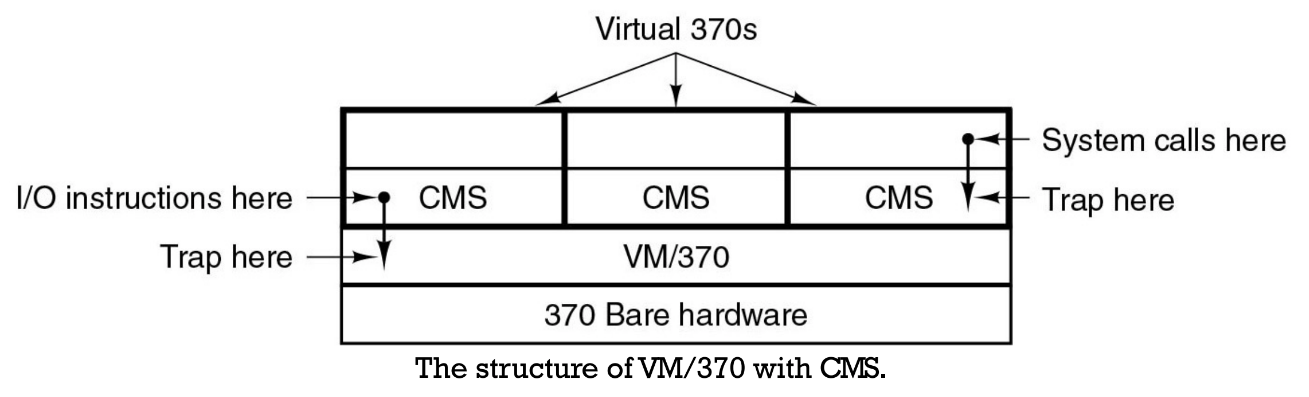 Virtual 370s
System calls here
I/O instructions here
CMS
CMS
CMS
Trap here
Trap here
VM/370
370 Bare hardware
The structure of VM/370 with CMS.